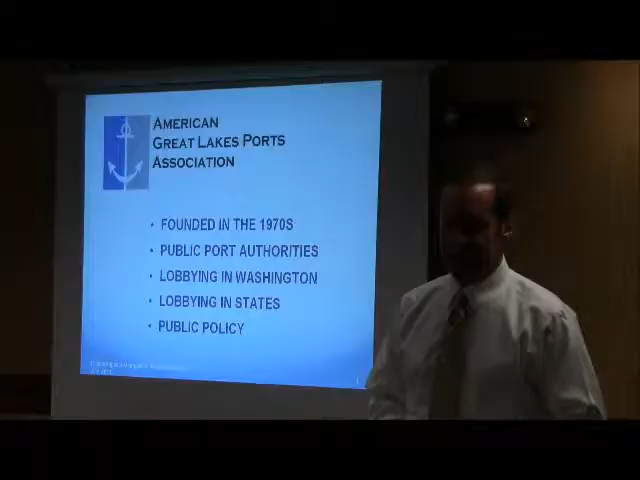 AMERICAN
GREAT LAKES PORTS
ASSOCIATION
• FOUNDED IN THE 1970S
• PUBLIC PORT AUTHORITIES
• LOBBYING IN WASHINGTON
• LOBBYING IN STATES
• PUBLIC POLICY